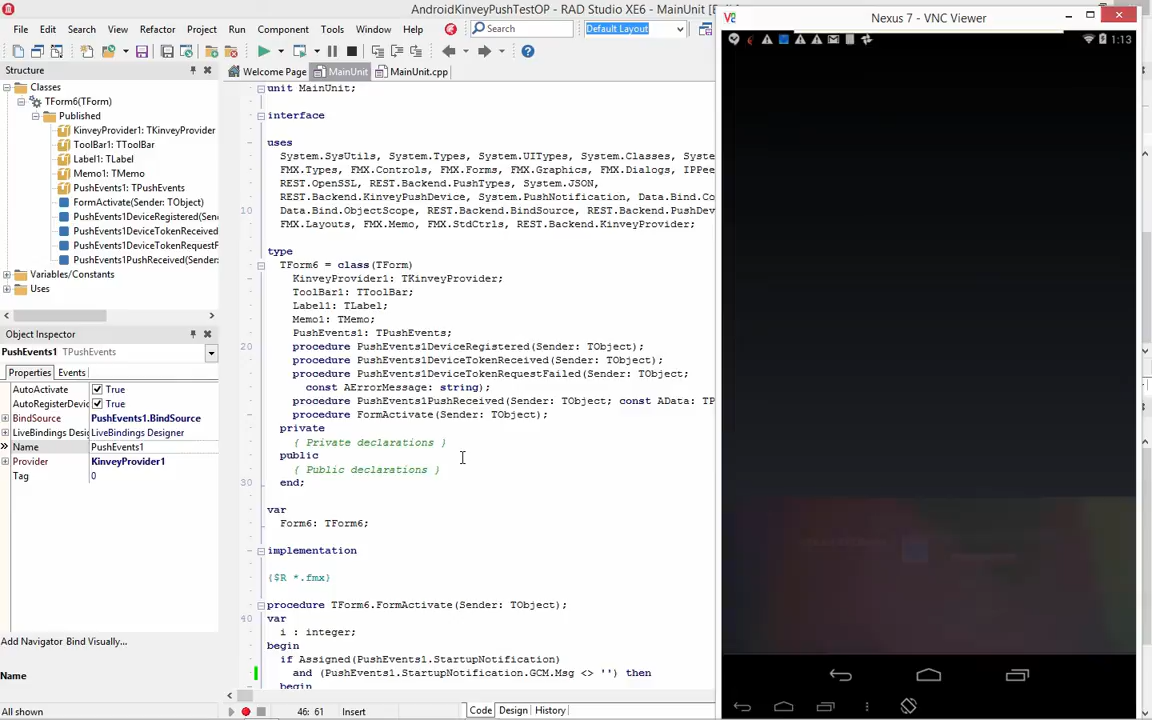 AndroidKinveyPushTestOP - RAD Studio XE6 - [MainUnit]
File Edit Search View Refactor Project Run Component Tools Window Help
Search
Default Layout
Structure
Classes
TForm6(TForm)
Published
KinveyProvider1: TKinveyProvider
ToolBar1: TToolBar
Label1: TLabel
Memo1: TMemo
PushEvents1: TPushEvents
FormActivate(Sender: TObject)
PushEvents1DeviceRegistered(Sen
PushEvents1DeviceTokenReceived
PushEvents1DeviceTokenRequestF
PushEvents1PushReceived(Sender:
Variables/Constants
Uses
Object Inspector
PushEvents1 TPushEvents
Properties Events
AutoActivate True
AutoRegisterDevic True
BindSource PushEvents1.BindSource
LiveBindings Desig LiveBindings Designer
Name PushEvents1
Provider KinveyProvider1
Tag 0
Add Navigator Bind Visually...
Name
All shown
Welcome Page MainUnit MainUnit.cpp
unit MainUnit;
interface
uses
System.SysUtils, System.Types, System.UITypes, System.Classes, System
FMX.Types, FMX.Controls, FMX.Forms, FMX.Graphics, FMX.Dialogs, IPPee
REST.OpenSSL, REST.Backend.PushTypes, System.JSON,
REST.Backend.KinveyPushDevice, System.PushNotification, Data.Bind.Co
10 Data.Bind.ObjectScope, REST.Backend.BindSource, REST.Backend.PushDev
FMX.Layouts, FMX.Memo, FMX.StdCtrls, REST.Backend.KinveyProvider;
type
TForm6 = class(TForm)
KinveyProvider1: TKinveyProvider;
ToolBar1: TToolBar;
Label1: TLabel;
Memo1: TMemo;
PushEvents1: TPushEvents;
20 procedure PushEvents1DeviceRegistered(Sender: TObject);
procedure PushEvents1DeviceTokenReceived(Sender: TObject);
procedure PushEvents1DeviceTokenRequestFailed(Sender: TObject;
const AErrorMessage: string);
procedure PushEvents1PushReceived(Sender: TObject; const AData: TP
procedure FormActivate(Sender: TObject);
private
{ Private declarations }
public
{ Public declarations }
30 end;
var
Form6: TForm6;
implementation
{$R *.fmx}
procedure TForm6.FormActivate(Sender: TObject);
40 var
i : integer;
begin
if Assigned(PushEvents1.StartupNotification)
and (PushEvents1.StartupNotification.GCM.Msg <> '') then
begin
46: 61 Insert Code Design History
V2 Nexus 7 - VNC Viewer
1:13